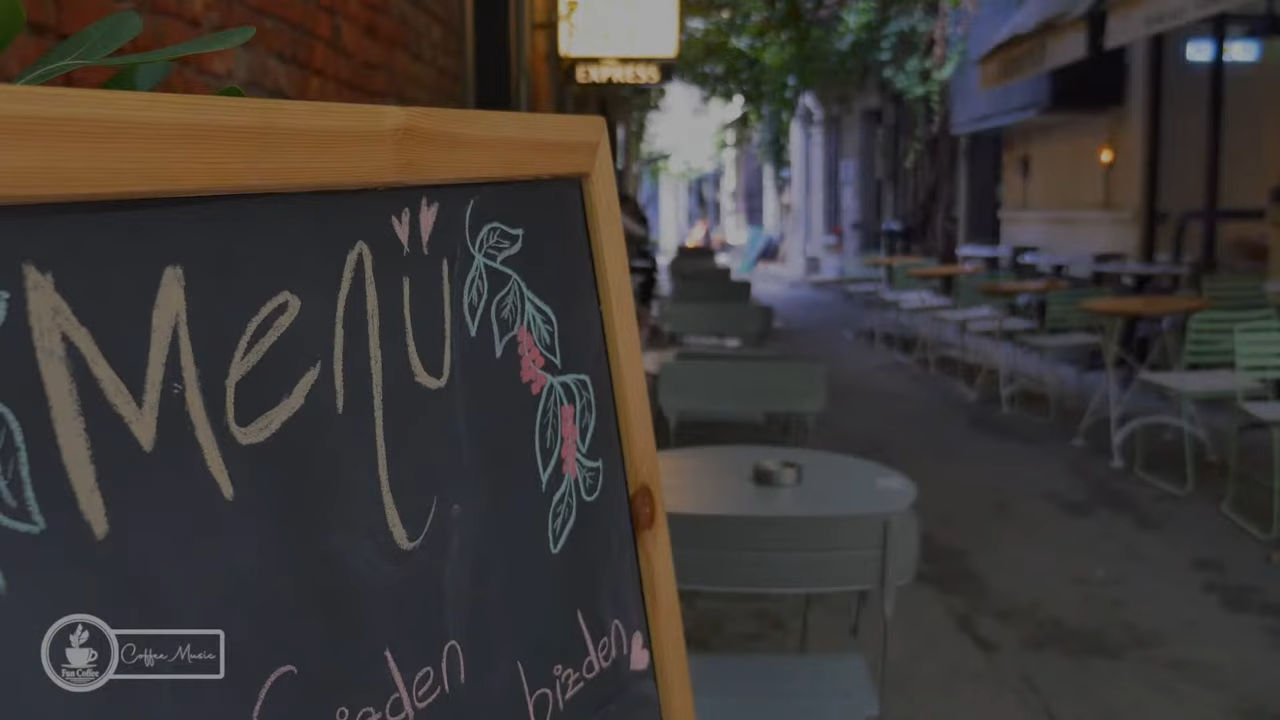 EXPRESS
Menü
bizden
Coffee Music
Fun Coffee